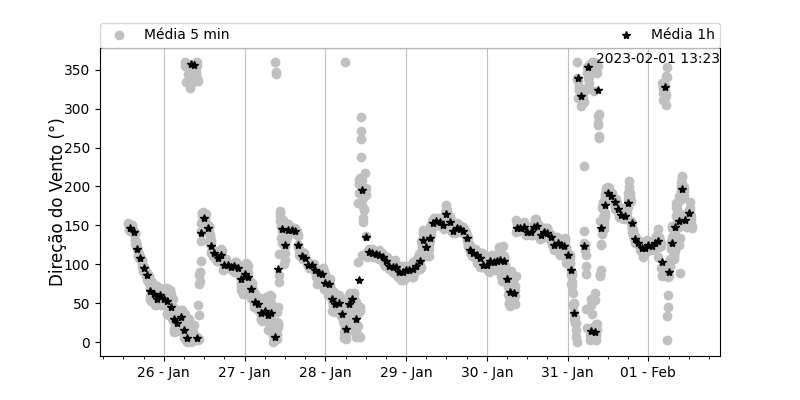 Média 5 min
Média 1h
2023-02-01 13:23
Direção do Vento (°)
350
300
250
200
150
100
50
0
26 - Jan
27 - Jan
28 - Jan
29 - Jan
30 - Jan
31 - Jan
01 - Feb